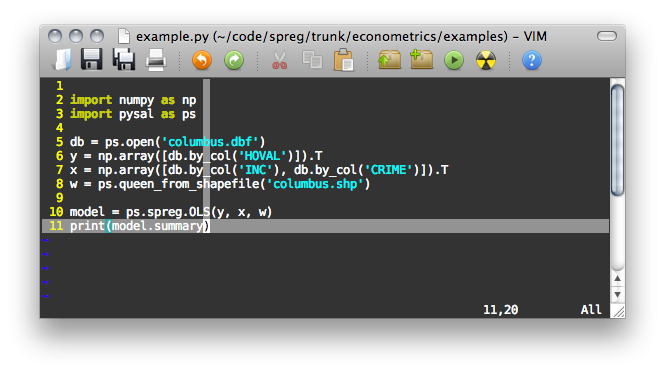 example.py (~/code/spreg/trunk/econometrics/examples) – VIM
1
2 import numpy as np
3 import pysal as ps
4
5 db = ps.open('columbus.dbf')
6 y = np.array([db.by_col('HOVAL')]).T
7 x = np.array([db.by_col('INC'), db.by_col('CRIME')]).T
8 w = ps.queen_from_shapefile('columbus.shp')
9
10 model = ps.spreg.OLS(y, x, w)
11 print(model.summary)
~
~
~
~
~
11,20 All